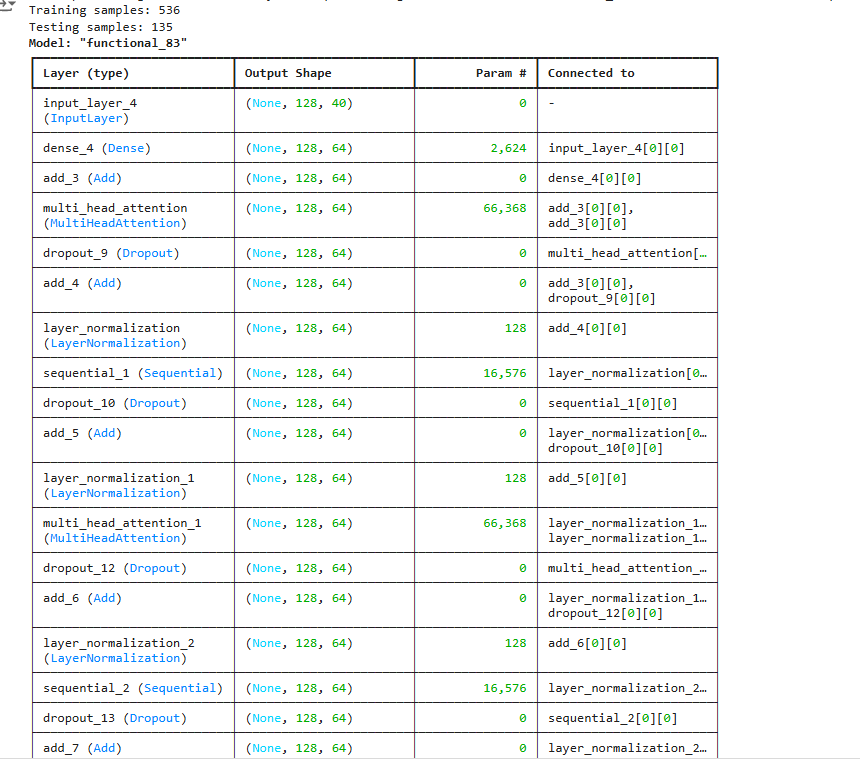 Training samples: 536
Testing samples: 135
Model: "functional_83"
Layer (type) Output Shape Param # Connected to
input_layer_4 (None, 128, 40) 0 -
(InputLayer)
dense_4 (Dense) (None, 128, 64) 2,624 input_layer_4[0][0]
add_3 (Add) (None, 128, 64) 0 dense_4[0][0]
multi_head_attention (None, 128, 64) 66,368 add_3[0][0],
(MultiHeadAttention) add_3[0][0]
dropout_9 (Dropout) (None, 128, 64) 0 multi_head_attention[…
add_4 (Add) (None, 128, 64) 0 add_3[0][0],
dropout_9[0][0]
layer_normalization (None, 128, 64) 128 add_4[0][0]
(LayerNormalization)
sequential_1 (Sequential) (None, 128, 64) 16,576 layer_normalization[0…
dropout_10 (Dropout) (None, 128, 64) 0 sequential_1[0][0]
add_5 (Add) (None, 128, 64) 0 layer_normalization[0…
dropout_10[0][0]
layer_normalization_1 (None, 128, 64) 128 add_5[0][0]
(LayerNormalization)
multi_head_attention_1 (None, 128, 64) 66,368 layer_normalization_1…
(MultiHeadAttention) layer_normalization_1…
dropout_12 (Dropout) (None, 128, 64) 0 multi_head_attention_…
add_6 (Add) (None, 128, 64) 0 layer_normalization_1…
dropout_12[0][0]
layer_normalization_2 (None, 128, 64) 128 add_6[0][0]
(LayerNormalization)
sequential_2 (Sequential) (None, 128, 64) 16,576 layer_normalization_2…
dropout_13 (Dropout) (None, 128, 64) 0 sequential_2[0][0]
add_7 (Add) (None, 128, 64) 0 layer_normalization_2…